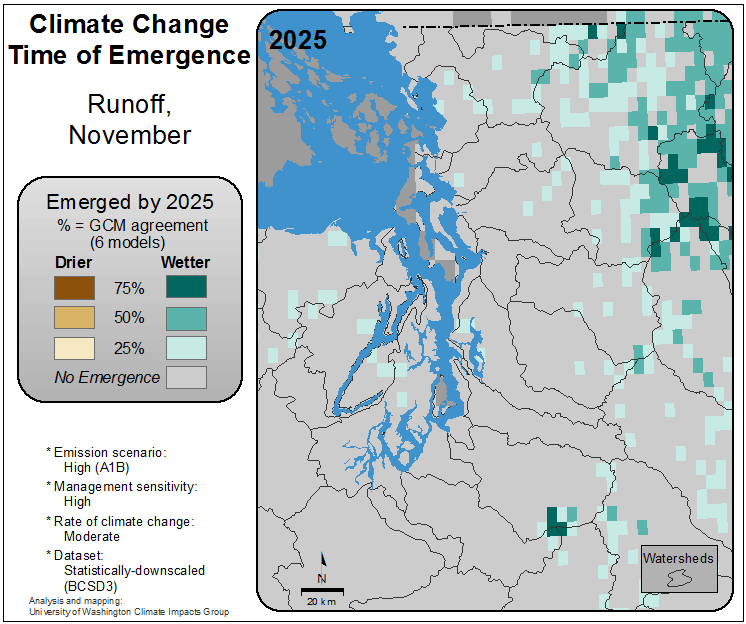 Climate Change
Time of Emergence
Runoff,
November
Emerged by 2025
% = GCM agreement
(6 models)
Drier Wetter
75%
50%
25%
No Emergence
* Emission scenario:
High (A1B)
* Management sensitivity:
High
* Rate of climate change:
Moderate
* Dataset:
Statistically-downscaled
(BCSD3)
Analysis and mapping:
University of Washington Climate Impacts Group
2025
N
20 km
Watersheds